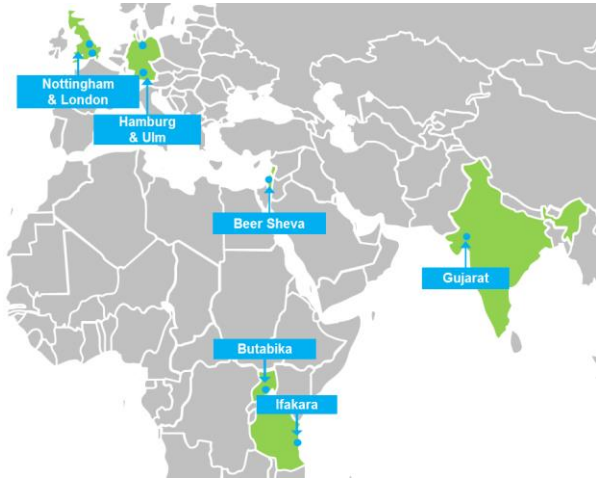 Nottingham
& London
Hamburg
& Ulm
Beer Sheva
Gujarat
Butabika
Ifakara